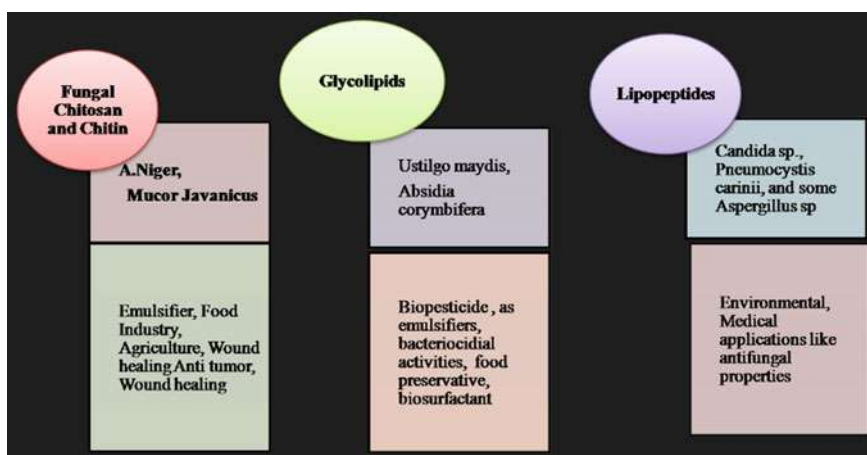 Fungal
Chitosan
and Chitin
A.Niger,
Mucor Javanicus
Emulsifier, Food
Industry,
Agriculture, Wound
healing Anti tumor,
Wound healing
Glycolipids
Ustilgo maydis,
Absidia
corymbifera
Biopesticide , as
emulsifiers,
bacteriocidial
activities, food
preservative,
biosurfactant
Lipopeptides
Candida sp.,
Pneumocystis
carinii, and some
Aspergillus sp
Environmental,
Medical
applications like
antifungal
properties